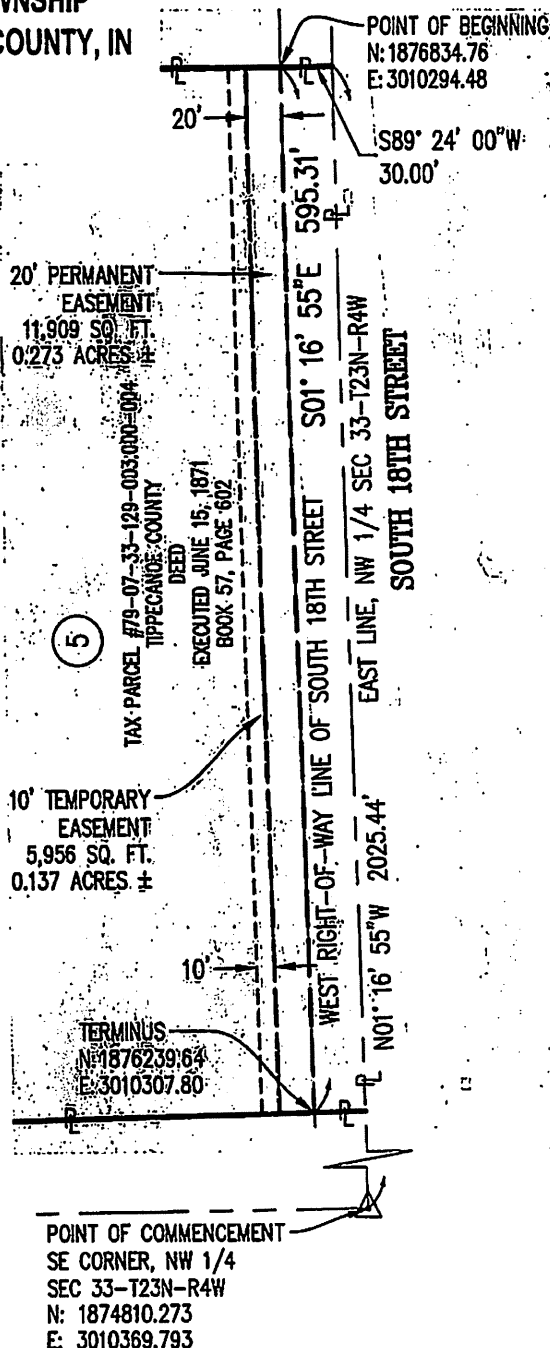 WNSHIP
COUNTY, IN
POINT OF BEGINNING
N: 1876834.76
E: 3010294.48
20'
S89° 24' 00"W
30.00'
S01° 16' 55"E 595.31'
20' PERMANENT
EASEMENT
11,909 SQ. FT.
0.273 ACRES ±
TAX PARCEL #79-07-33-129-003.000-004
TIPPECANOE COUNTY
DEED
EXECUTED JUNE 15, 1871
BOOK 57, PAGE 602
5
WEST RIGHT-OF-WAY LINE OF SOUTH 18TH STREET
EAST LINE, NW 1/4 SEC 33-T23N-R4W
SOUTH 18TH STREET
10' TEMPORARY
EASEMENT
5,956 SQ. FT.
0.137 ACRES ±
10'
N01° 16' 55"W 2025.44'
TERMINUS
N: 1876239.64
E: 3010307.80
POINT OF COMMENCEMENT
SE CORNER, NW 1/4
SEC 33-T23N-R4W
N: 1874810.273
E: 3010369.793